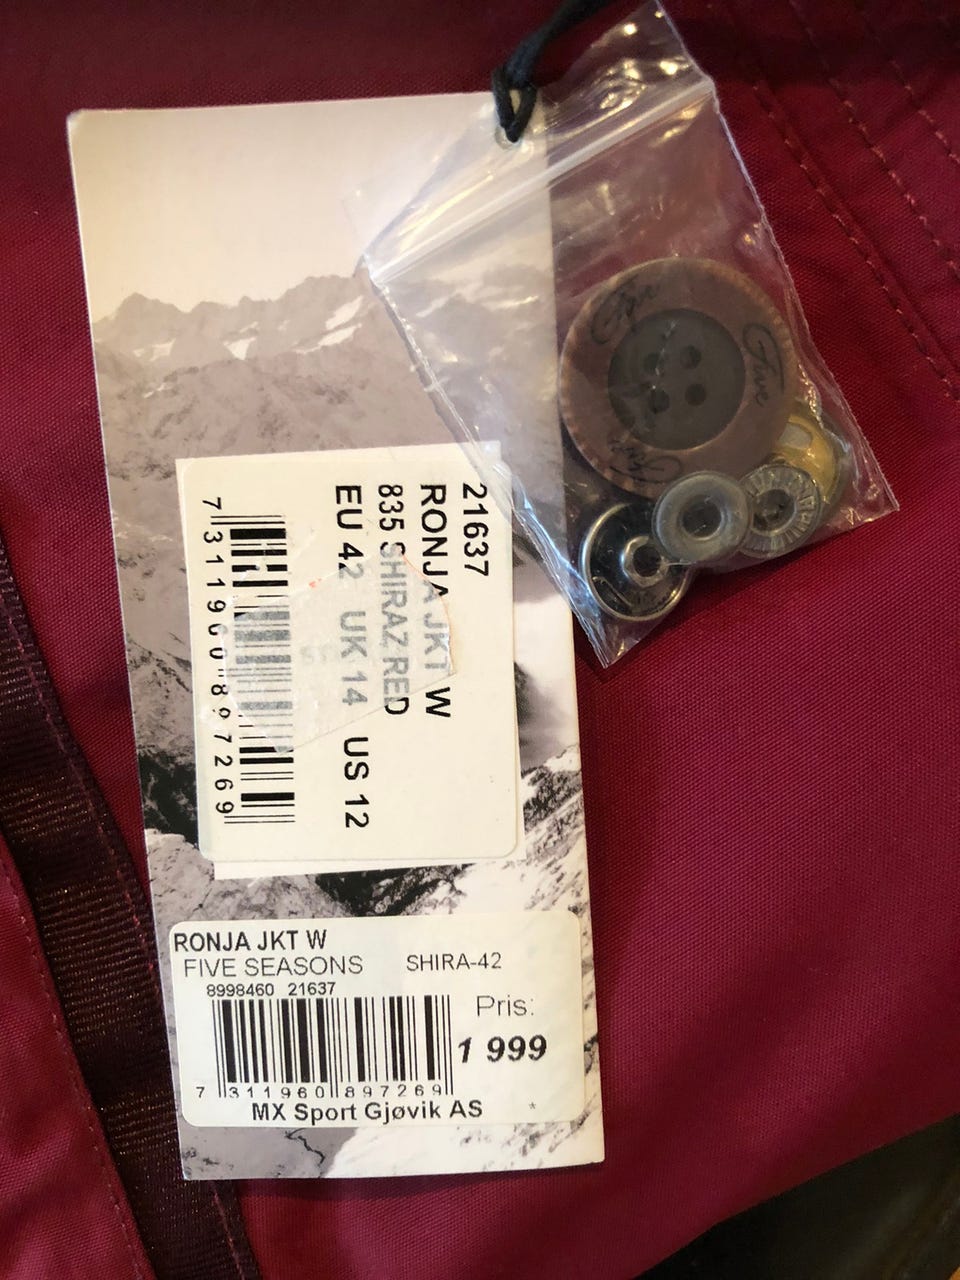 21637
RONJA JKT W
835 SHIRAZ RED
EU 42 UK 14 US 12
7 311960 897269
RONJA JKT W
FIVE SEASONS SHIRA-42
8998460 21637
Pris:
1 999
7 311960 897269
MX Sport Gjøvik AS *
Five